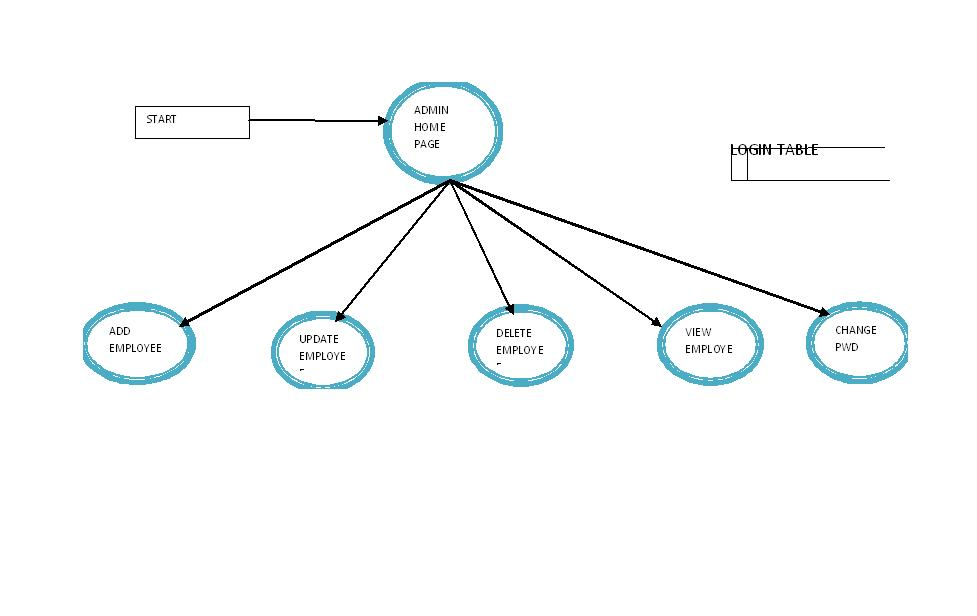 START
ADMIN
HOME
PAGE
LOGIN TABLE
ADD
EMPLOYEE
UPDATE
EMPLOYE
DELETE
EMPLOYE
VIEW
EMPLOYE
CHANGE
PWD